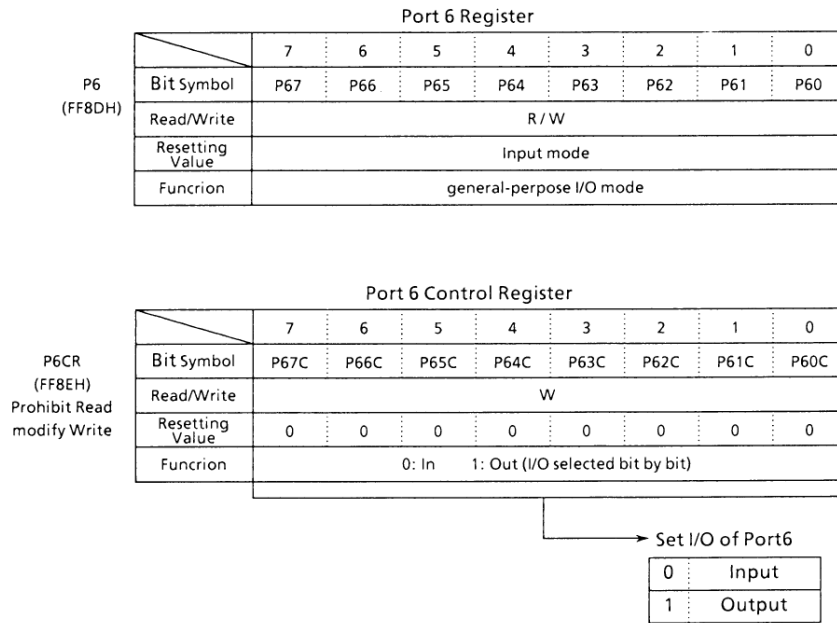 Port 6 Register
7 6 5 4 3 2 1 0
P6
(FF8DH)
Bit Symbol P67 P66 P65 P64 P63 P62 P61 P60
Read/Write R / W
Resetting
Value
Input mode
Funcrion general-perpose I/O mode
Port 6 Control Register
7 6 5 4 3 2 1 0
P6CR
(FF8EH)
Prohibit Read
modify Write
Bit Symbol P67C P66C P65C P64C P63C P62C P61C P60C
Read/Write W
Resetting
Value
0 0 0 0 0 0 0 0
Funcrion 0: In 1: Out (I/O selected bit by bit)
Set I/O of Port6
0 Input
1 Output